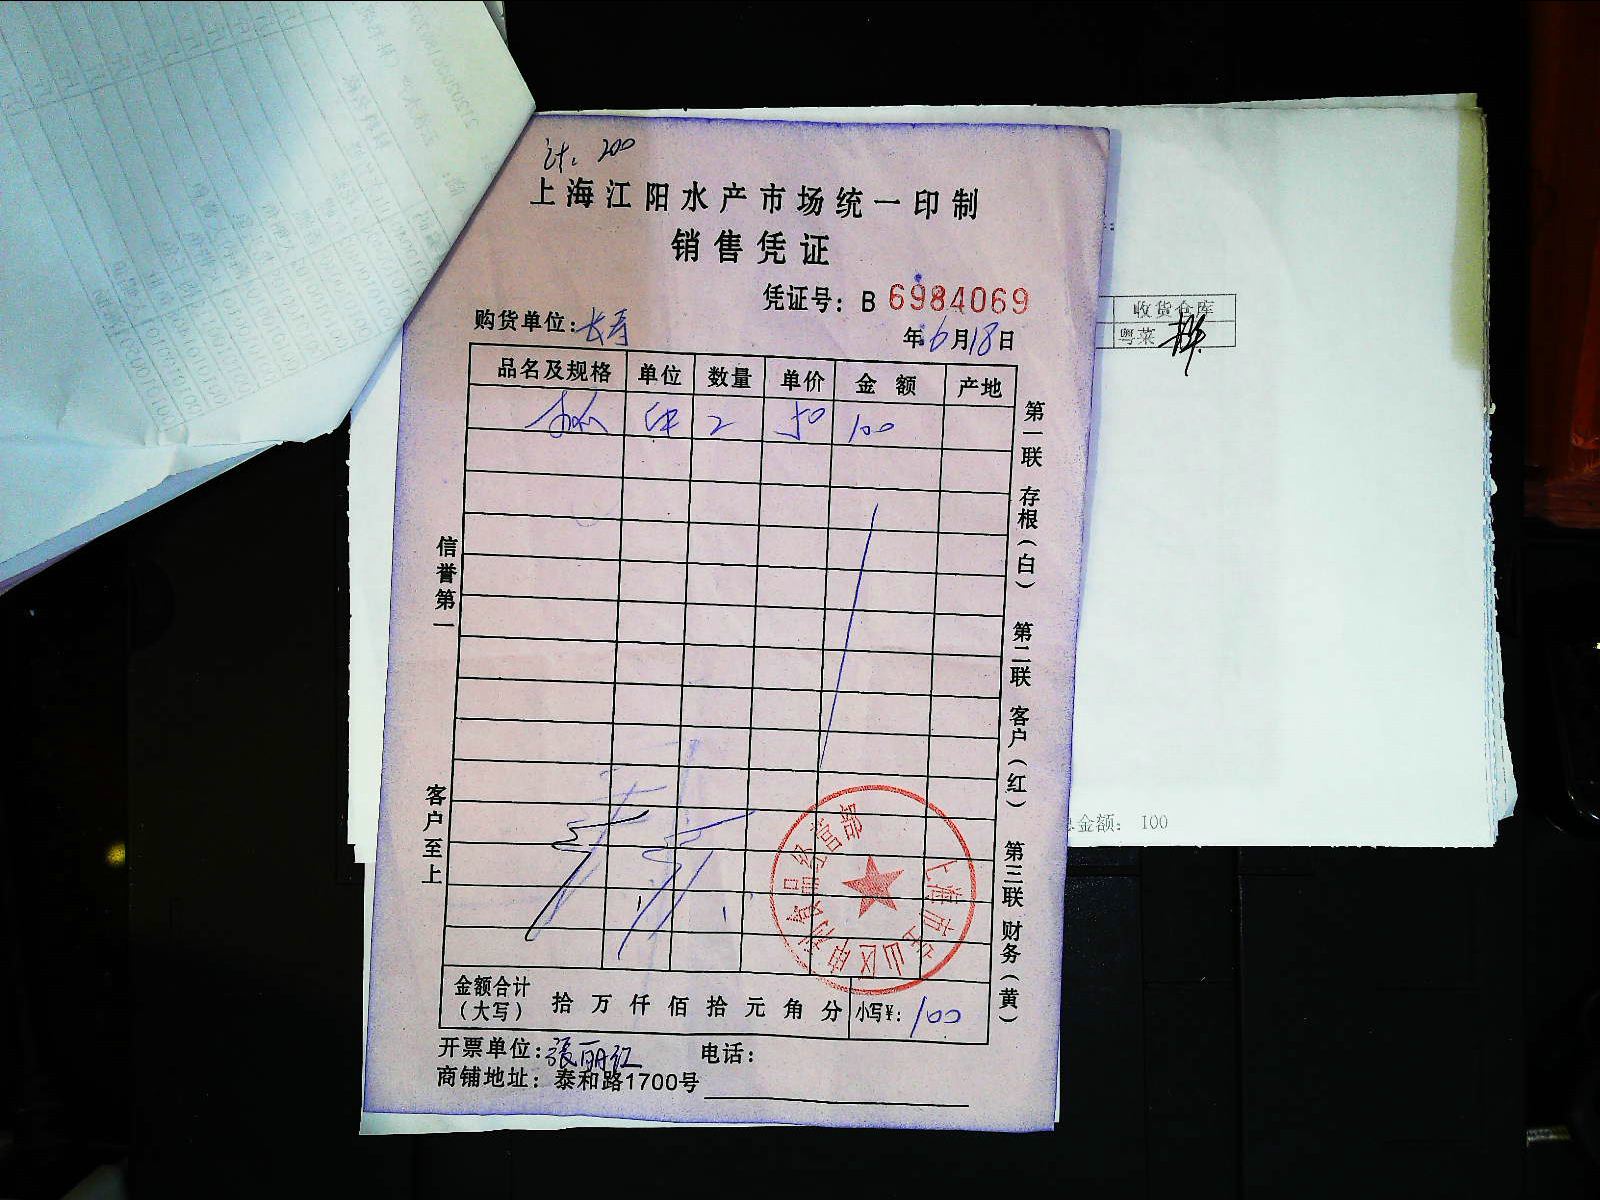 计. 200
上海江阳水产市场统一印制
销售凭证
凭证号：B 6984069
购货单位：长寿
年6月18日
品名及规格 单位 数量 单价 金额 产地
2 50 100
第一联 存根（白） 第二联 客户（红） 第三联 财务（黄）
信誉第一
客户至上
金额合计（大写） 拾 万 仟 佰 拾 元 角 分 小写¥：100
开票单位：張丽红 电话：
商铺地址：泰和路1700号
收货仓库
粤菜
金额： 100